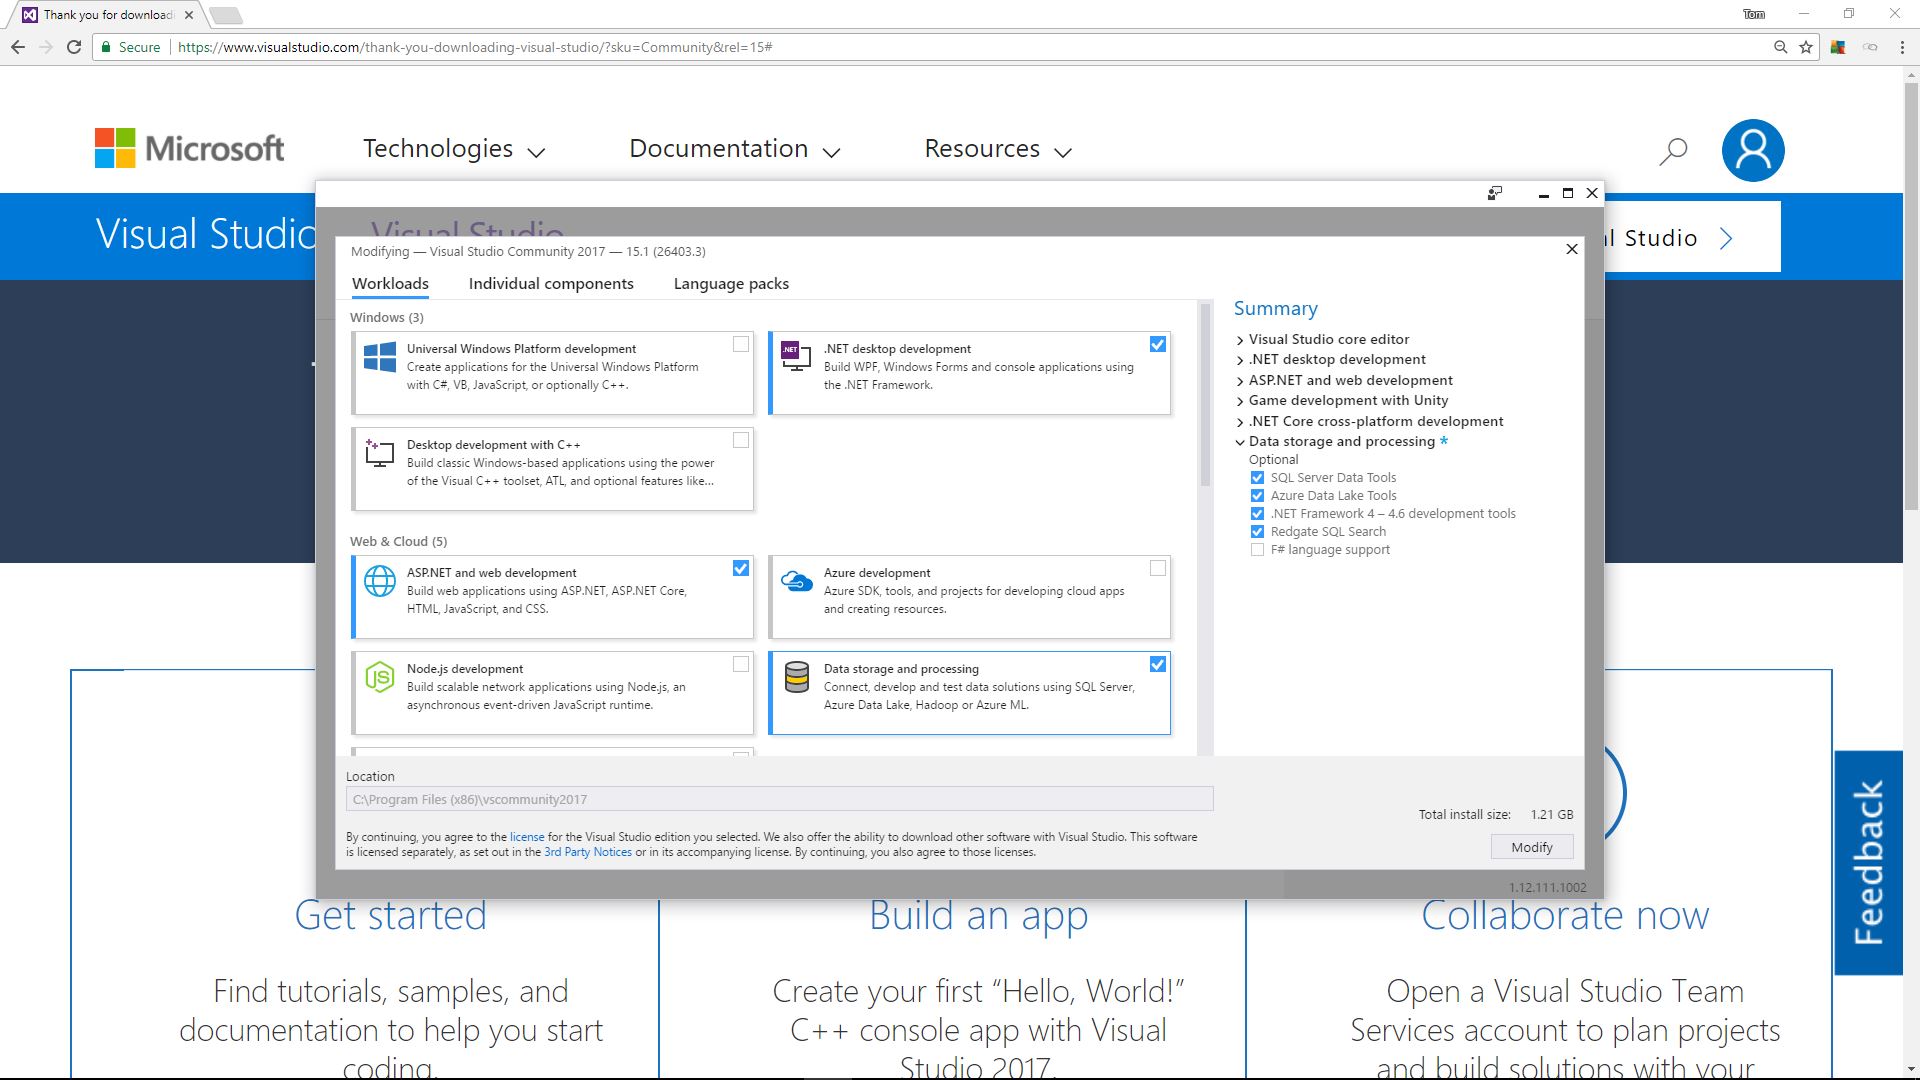 Thank you for download
Tom
Secure
https://www.visualstudio.com/thank-you-downloading-visual-studio/?sku=Community&rel=15#
Microsoft
Technologies
Documentation
Resources
Visual Studio
Visual Studio
Studio
Modifying — Visual Studio Community 2017 — 15.1 (26403.3)
Workloads
Individual components
Language packs
Windows (3)
Universal Windows Platform development
Create applications for the Universal Windows Platform
with C#, VB, JavaScript, or optionally C++.
.NET
.NET desktop development
Build WPF, Windows Forms and console applications using
the .NET Framework.
Desktop development with C++
Build classic Windows-based applications using the power
of the Visual C++ toolset, ATL, and optional features like...
Web & Cloud (5)
ASP.NET and web development
Build web applications using ASP.NET, ASP.NET Core,
HTML, JavaScript, and CSS.
Azure development
Azure SDK, tools, and projects for developing cloud apps
and creating resources.
JS
Node.js development
Build scalable network applications using Node.js, an
asynchronous event-driven JavaScript runtime.
Data storage and processing
Connect, develop and test data solutions using SQL Server,
Azure Data Lake, Hadoop or Azure ML.
Summary
Visual Studio core editor
.NET desktop development
ASP.NET and web development
Game development with Unity
.NET Core cross-platform development
Data storage and processing *
Optional
SQL Server Data Tools
Azure Data Lake Tools
.NET Framework 4 – 4.6 development tools
Redgate SQL Search
F# language support
Location
C:\Program Files (x86)\vscommunity2017
By continuing, you agree to the license for the Visual Studio edition you selected. We also offer the ability to download other software with Visual Studio. This software
is licensed separately, as set out in the 3rd Party Notices or in its accompanying license. By continuing, you also agree to those licenses.
Total install size: 1.21 GB
Modify
1.12.111.1002
Feedback
Get started
Find tutorials, samples, and
documentation to help you start
coding.
Build an app
Create your first “Hello, World!”
C++ console app with Visual
Studio 2017.
Collaborate now
Open a Visual Studio Team
Services account to plan projects
and build solutions with your